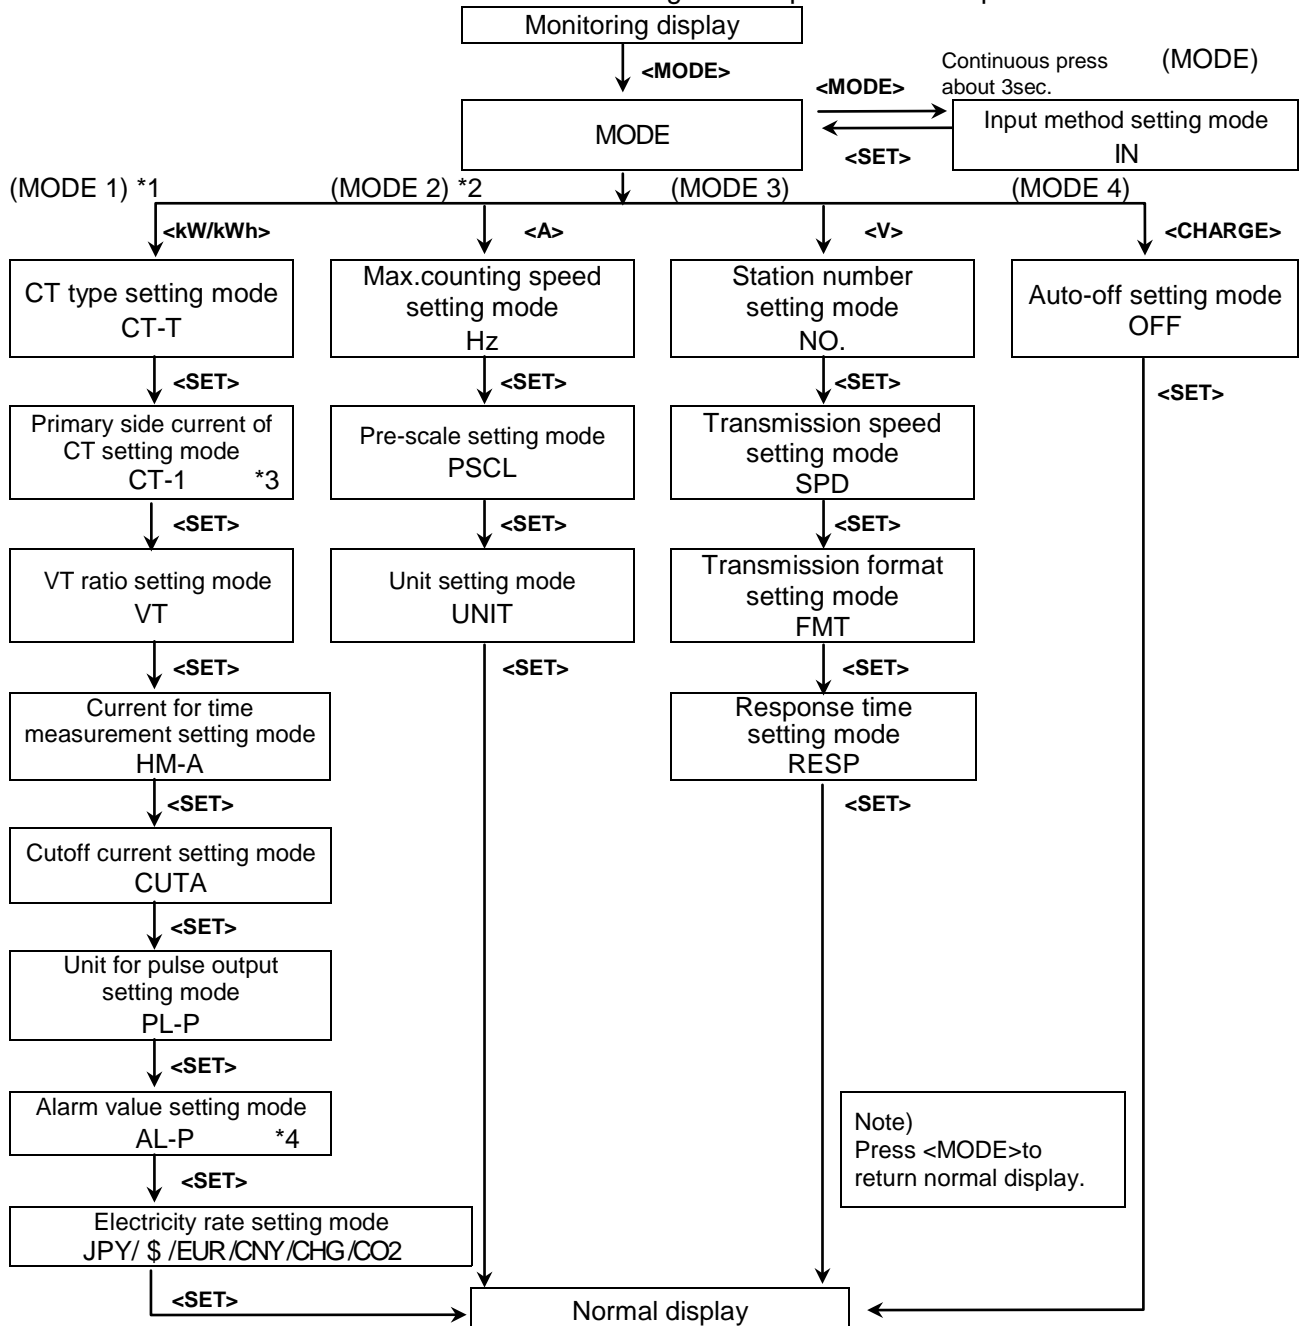 Monitoring display
<MODE>
Continuous press
about 3sec.
(MODE)
<MODE>
MODE
Input method setting mode
IN
<SET>
(MODE 1) *1
(MODE 2) *2
(MODE 3)
(MODE 4)
<kW/kWh>
<A>
<V>
<CHARGE>
CT type setting mode
CT-T
Max.counting speed
setting mode
Hz
Station number
setting mode
NO.
Auto-off setting mode
OFF
<SET>
<SET>
<SET>
<SET>
Primary side current of
CT setting mode
CT-1 *3
Pre-scale setting mode
PSCL
Transmission speed
setting mode
SPD
<SET>
<SET>
<SET>
VT ratio setting mode
VT
Unit setting mode
UNIT
Transmission format
setting mode
FMT
<SET>
<SET>
<SET>
Current for time
measurement setting mode
HM-A
Response time
setting mode
RESP
<SET>
<SET>
Cutoff current setting mode
CUTA
<SET>
Unit for pulse output
setting mode
PL-P
<SET>
Alarm value setting mode
AL-P *4
Note)
Press <MODE>to
return normal display.
<SET>
Electricity rate setting mode
JPY/ $ /EUR/CNY/CHG/CO2
<SET>
Normal display